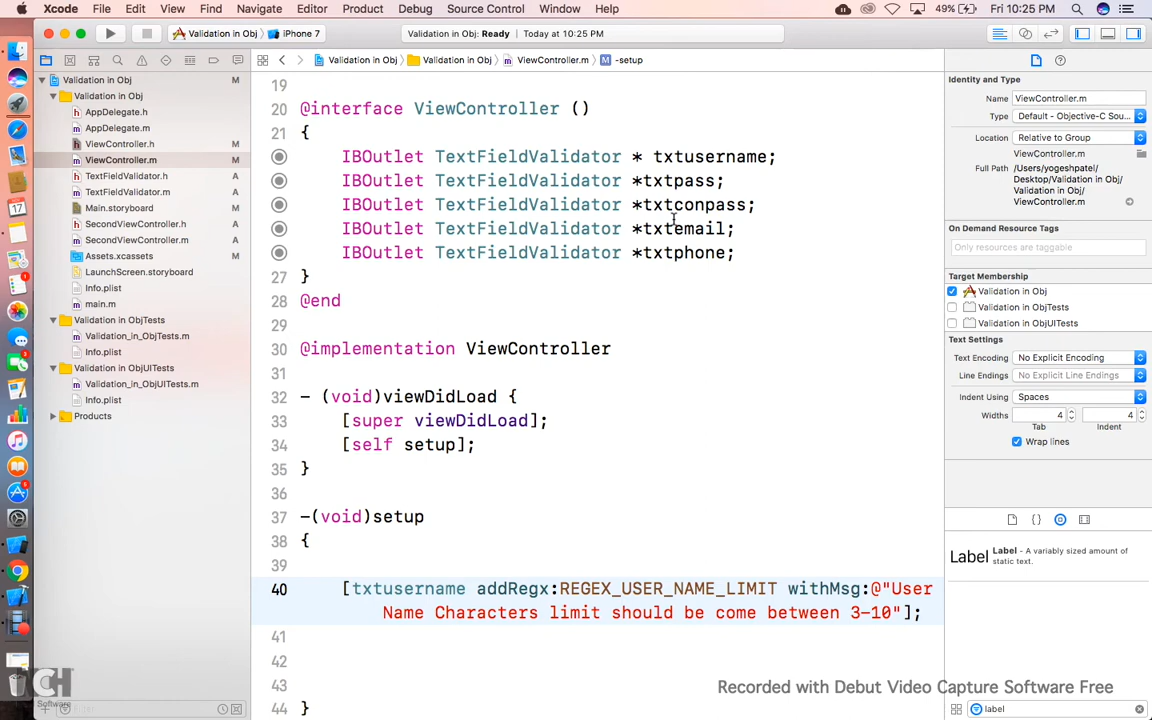 Xcode File Edit View Find Navigate Editor Product Debug Source Control Window Help 49% Fri 10:25 PM
Validation in Obj iPhone 7 Validation in Obj: Ready Today at 10:25 PM
Validation in Obj Validation in Obj ViewController.m M -setup
Validation in Obj M
Validation in Obj
AppDelegate.h
AppDelegate.m
ViewController.h M
ViewController.m M
TextFieldValidator.h A
TextFieldValidator.m A
Main.storyboard M
SecondViewController.h A
SecondViewController.m A
Assets.xcassets M
LaunchScreen.storyboard
Info.plist
main.m
Validation in ObjTests
Validation_in_ObjTests.m
Info.plist
Validation in ObjUITests
Validation_in_ObjUITests.m
Info.plist
Products
Filter
19
20 @interface ViewController ()
21 {
IBOutlet TextFieldValidator * txtusername;
IBOutlet TextFieldValidator *txtpass;
IBOutlet TextFieldValidator *txtconpass;
IBOutlet TextFieldValidator *txtemail;
IBOutlet TextFieldValidator *txtphone;
27 }
28 @end
29
30 @implementation ViewController
31
32 - (void)viewDidLoad {
33 [super viewDidLoad];
34 [self setup];
35 }
36
37 -(void)setup
38 {
39
40 [txtusername addRegx:REGEX_USER_NAME_LIMIT withMsg:@"User
Name Characters limit should be come between 3-10"];
41
42
43
44 }
Identity and Type
Name ViewController.m
Type Default - Objective-C Sou...
Location Relative to Group
ViewController.m
Full Path /Users/yogeshpatel/
Desktop/Validation in Obj/
Validation in Obj/
ViewController.m
On Demand Resource Tags
Only resources are taggable
Target Membership
Validation in Obj
Validation in ObjTests
Validation in ObjUITests
Text Settings
Text Encoding No Explicit Encoding
Line Endings No Explicit Line Endings
Indent Using Spaces
Widths 4 4
Tab Indent
Wrap lines
Label Label - A variably sized amount of
static text.
label
Recorded with Debut Video Capture Software Free